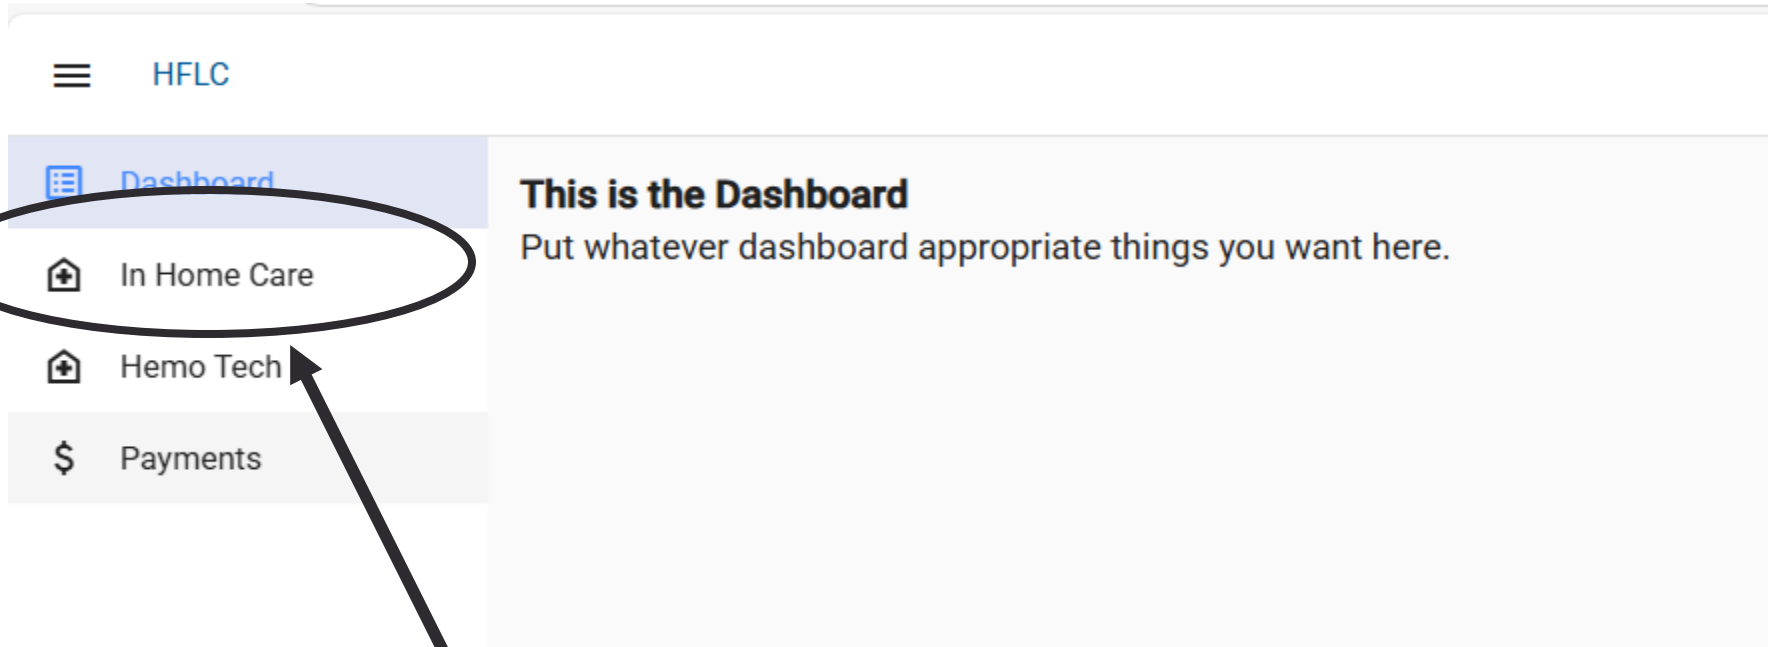 HFLC
Dashboard
In Home Care
Hemo Tech
$ Payments
This is the Dashboard
Put whatever dashboard appropriate things you want here.